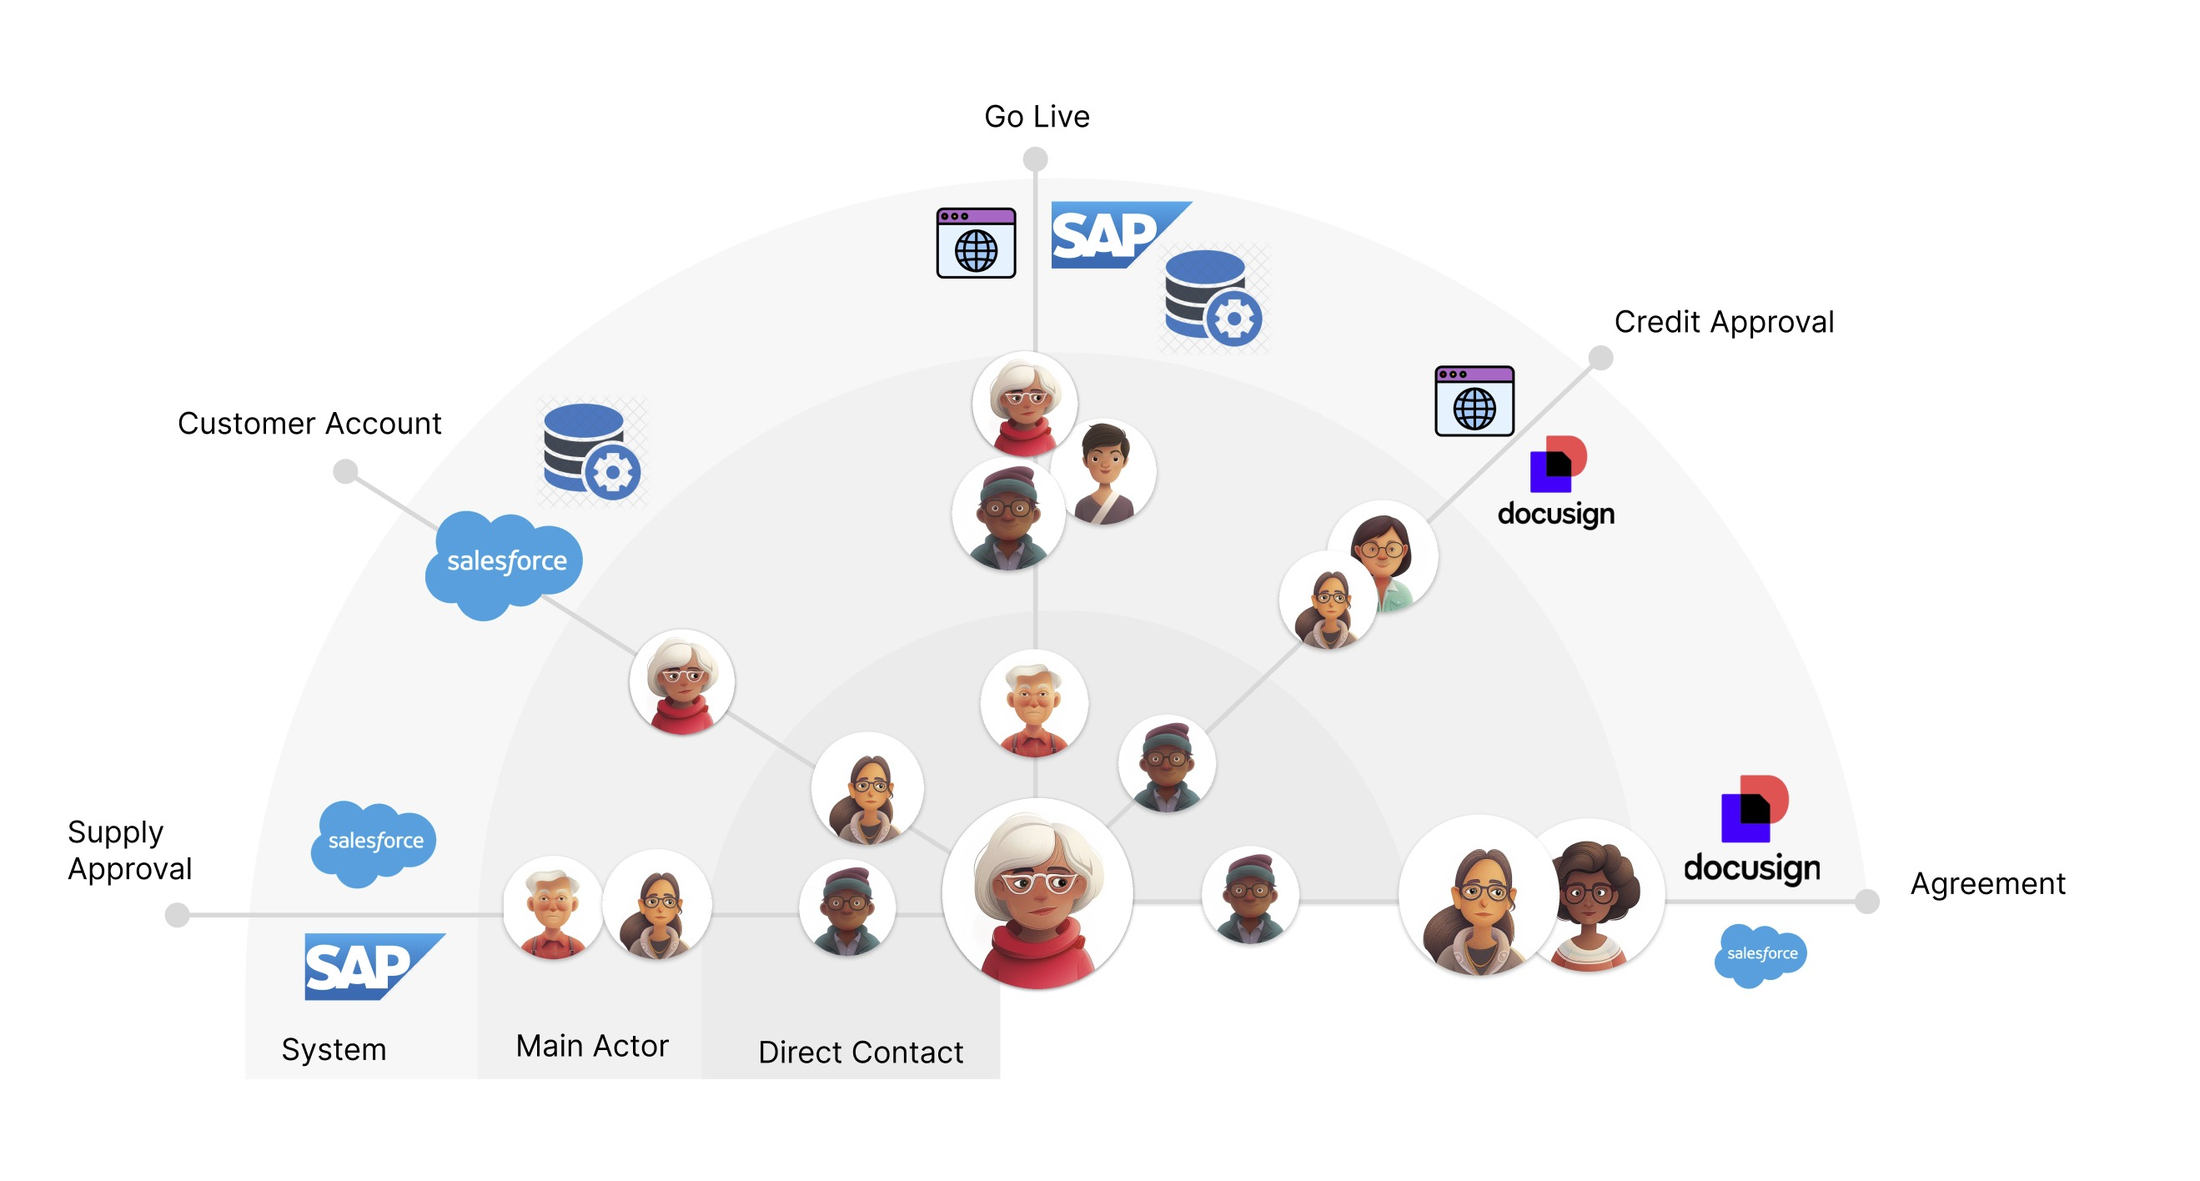 Go Live
SAP
Credit Approval
Customer Account
docusign
salesforce
Supply
Approval
salesforce
docusign
Agreement
SAP
salesforce
System
Main Actor
Direct Contact